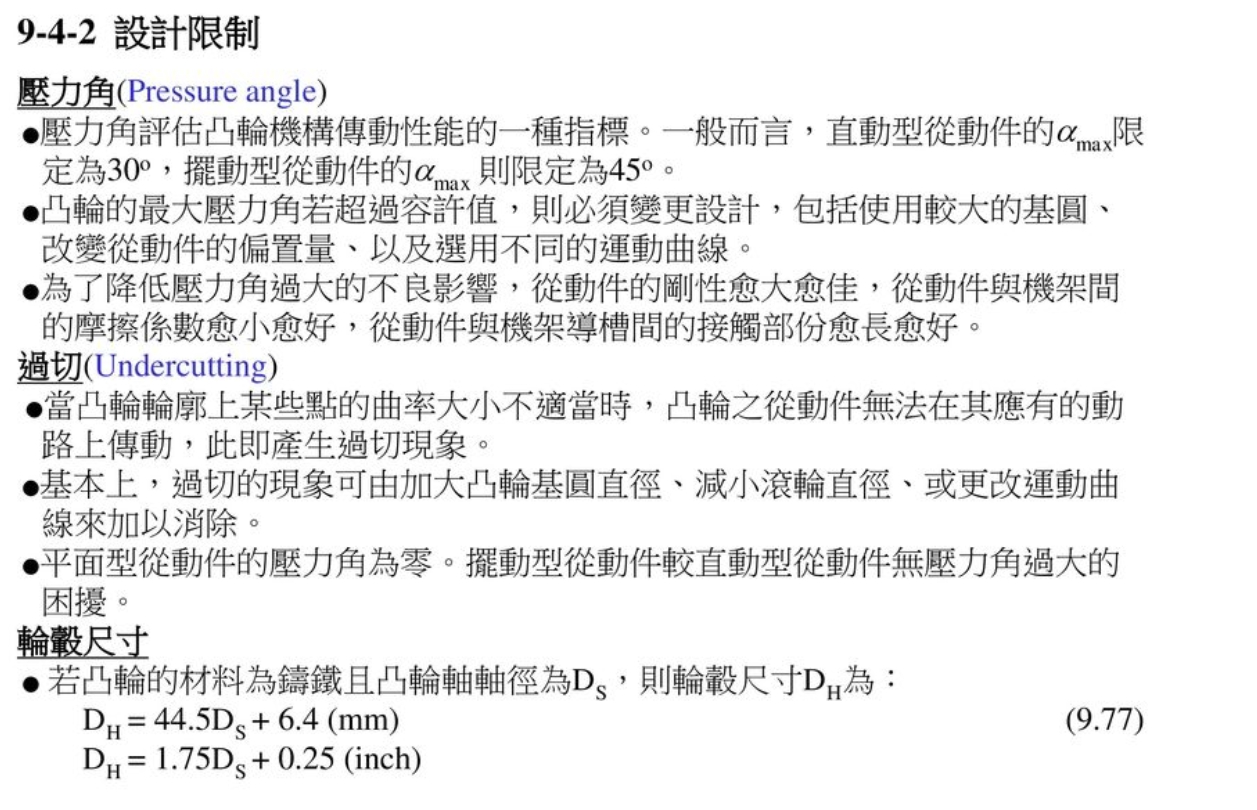 9-4-2 設計限制
壓力角(Pressure angle)
●壓力角評估凸輪機構傳動性能的一種指標。一般而言，直動型從動件的αmax限
定為30º，擺動型從動件的αmax 則限定為45º。
●凸輪的最大壓力角若超過容許值，則必須變更設計，包括使用較大的基圓、
改變從動件的偏置量、以及選用不同的運動曲線。
●為了降低壓力角過大的不良影響，從動件的剛性愈大愈佳，從動件與機架間
的摩擦係數愈小愈好，從動件與機架導槽間的接觸部份愈長愈好。
過切(Undercutting)
●當凸輪輪廓上某些點的曲率大小不適當時，凸輪之從動件無法在其應有的動
路上傳動，此即產生過切現象。
●基本上，過切的現象可由加大凸輪基圓直徑、減小滾輪直徑、或更改運動曲
線來加以消除。
●平面型從動件的壓力角為零。擺動型從動件較直動型從動件無壓力角過大的
困擾。
輪轂尺寸
● 若凸輪的材料為鑄鐵且凸輪軸軸徑為DS，則輪轂尺寸DH為：
DH = 44.5DS + 6.4 (mm) (9.77)
DH = 1.75DS + 0.25 (inch)